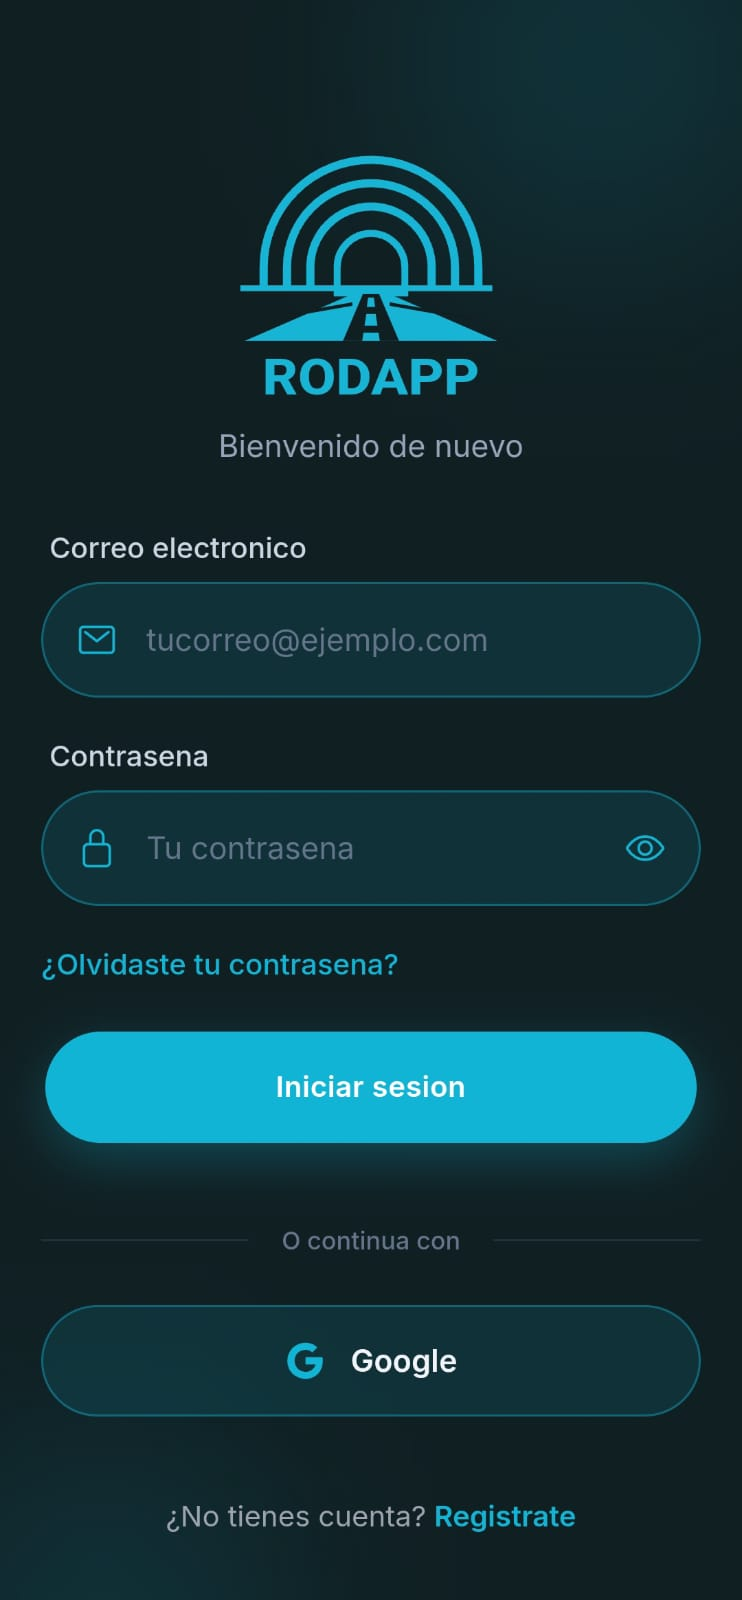 RODAPP
Bienvenido de nuevo
Correo electronico
tucorreo@ejemplo.com
Contrasena
Tu contrasena
¿Olvidaste tu contrasena?
Iniciar sesion
O continua con
Google
¿No tienes cuenta? Registrate